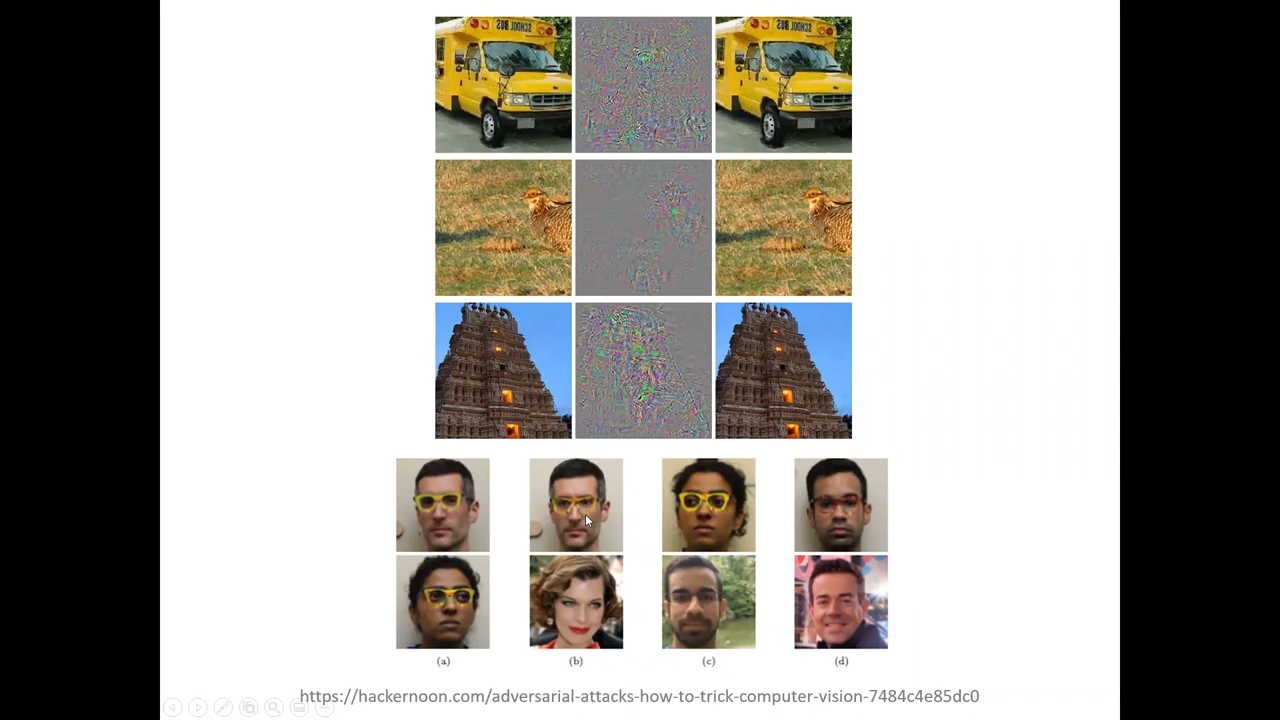 SCHOOL BUS
SCHOOL BUS
(a) (b) (c) (d)
https://hackernoon.com/adversarial-attacks-how-to-trick-computer-vision-7484c4e85dc0